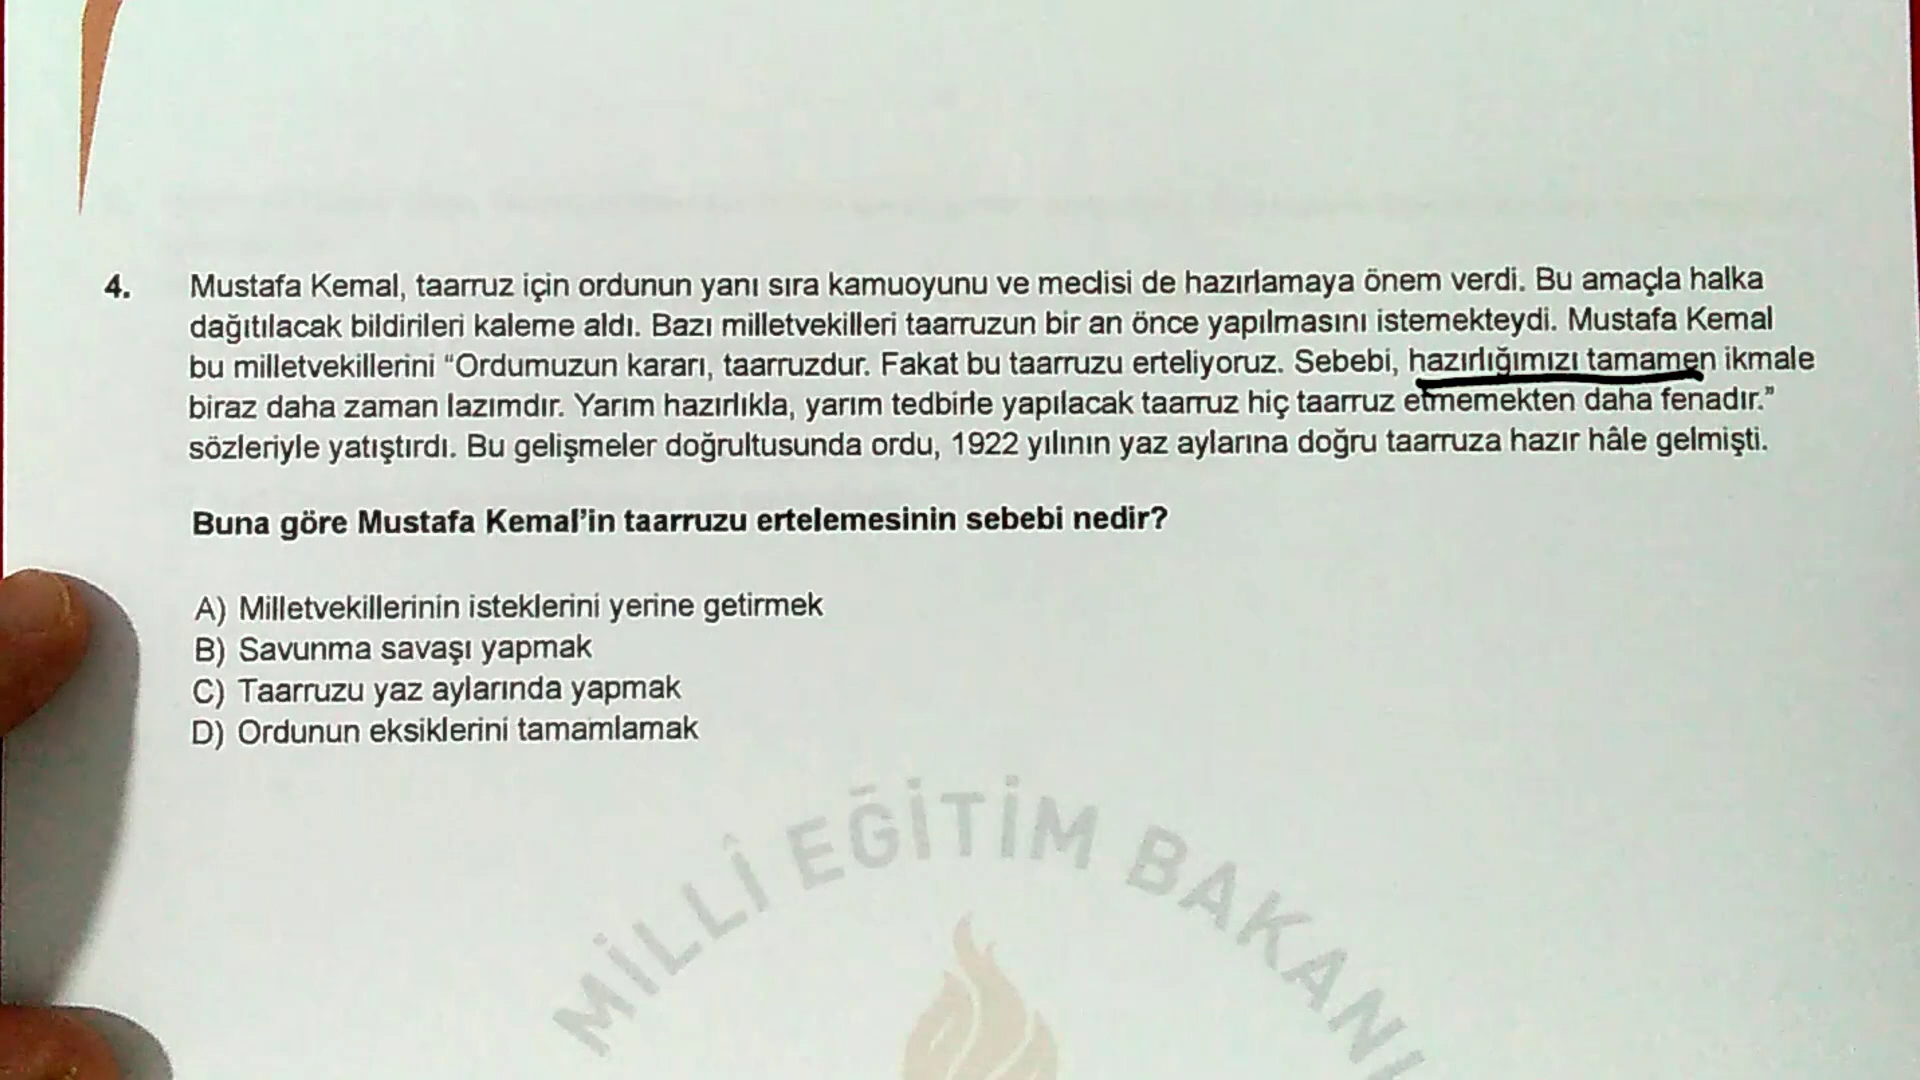 4. Mustafa Kemal, taarruz için ordunun yanı sıra kamuoyunu ve meclisi de hazırlamaya önem verdi. Bu amaçla halka
dağıtılacak bildirileri kaleme aldı. Bazı milletvekilleri taarruzun bir an önce yapılmasını istemekteydi. Mustafa Kemal
bu milletvekillerini “Ordumuzun kararı, taarruzdur. Fakat bu taarruzu erteliyoruz. Sebebi, hazırlığımızı tamamen ikmale
biraz daha zaman lazımdır. Yarım hazırlıkla, yarım tedbirle yapılacak taarruz hiç taarruz etmemekten daha fenadır.”
sözleriyle yatıştırdı. Bu gelişmeler doğrultusunda ordu, 1922 yılının yaz aylarına doğru taarruza hazır hâle gelmişti.
Buna göre Mustafa Kemal’in taarruzu ertelemesinin sebebi nedir?
A) Milletvekillerinin isteklerini yerine getirmek
B) Savunma savaşı yapmak
C) Taarruzu yaz aylarında yapmak
D) Ordunun eksiklerini tamamlamak
MİLLÎ EĞİTİM BAKANI